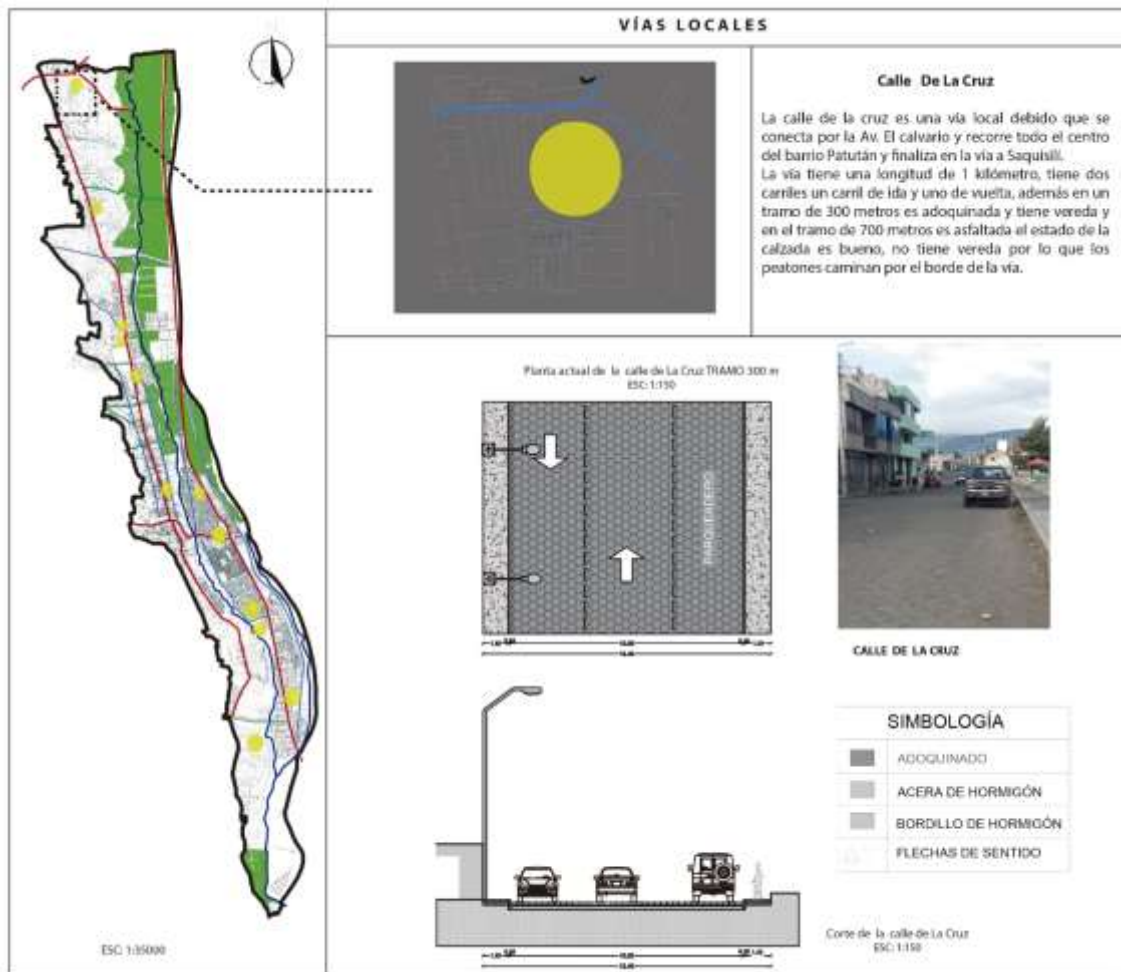 VÍAS LOCALES
Calle De La Cruz
La calle de la cruz es una vía local debido que se
conecta por la Av. El calvario y recorre todo el centro
del barrio Patután y finaliza en la vía a Saquisilí.
La vía tiene una longitud de 1 kilómetro, tiene dos
carriles un carril de ida y uno de vuelta, además en un
tramo de 300 metros es adoquinada y tiene vereda y
en el tramo de 700 metros es asfaltada el estado de la
calzada es bueno, no tiene vereda por lo que los
peatones caminan por el borde de la vía.
Planta actual de la calle de La Cruz TRAMO 300 m
ESC: 1:150
PARQUEADERO
CALLE DE LA CRUZ
SIMBOLOGÍA
ADOQUINADO
ACERA DE HORMIGÓN
BORDILLO DE HORMIGÓN
FLECHAS DE SENTIDO
Corte de la calle de La Cruz
ESC: 1:150
ESC: 1:35000